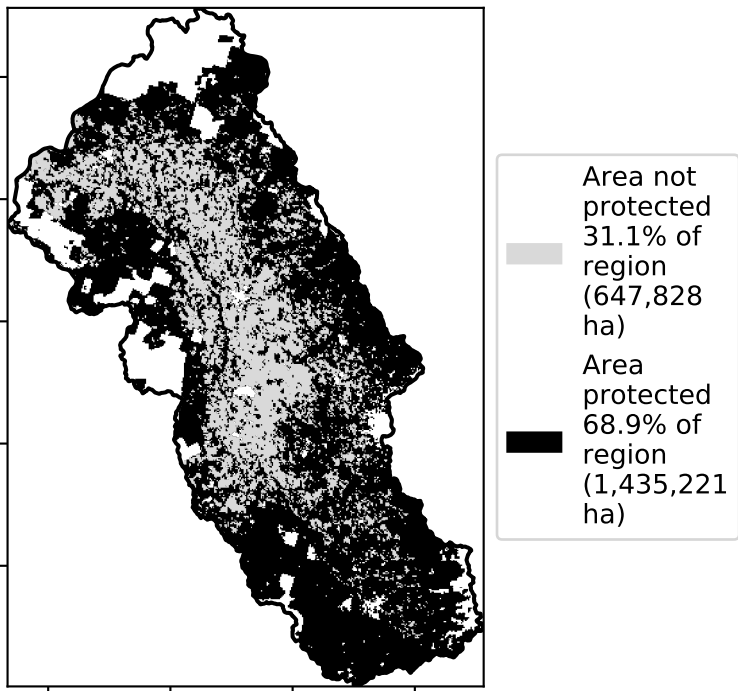 Area not
protected
31.1% of
region
(647,828
ha)
Area
protected
68.9% of
region
(1,435,221
ha)